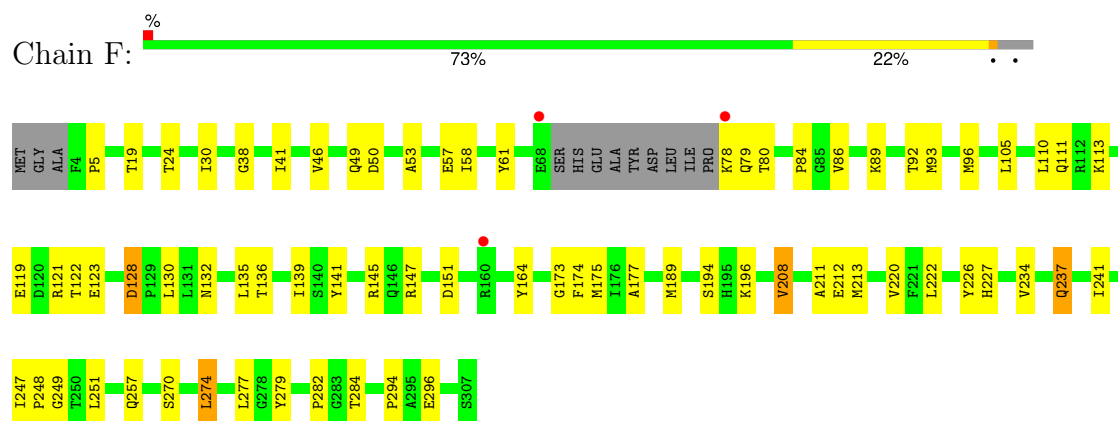 %
Chain F:
73% 22% • •
MET GLY ALA F4 P5 T19 T24 I30 G38 I41 V46 Q49 D50 A53 E57 I58 Y61 E68 SER HIS GLU ALA TYR ASP LEU ILE PRO K78 Q79 T80 P84 G85 V86 K89 T92 M93 M96 L105 L110 Q111 R112 K113
E119 D120 R121 T122 E123 D128 P129 L130 L131 N132 L135 T136 I139 S140 Y141 R145 Q146 R147 D151 R160 Y164 G173 F174 M175 I176 A177 M189 S194 H195 K196 V208 A211 E212 M213 V220 F221 L222 Y226 H227 V234 Q237 I241
I247 P248 G249 T250 L251 Q257 S270 L274 L277 G278 Y279 P282 G283 T284 P294 A295 E296 S307